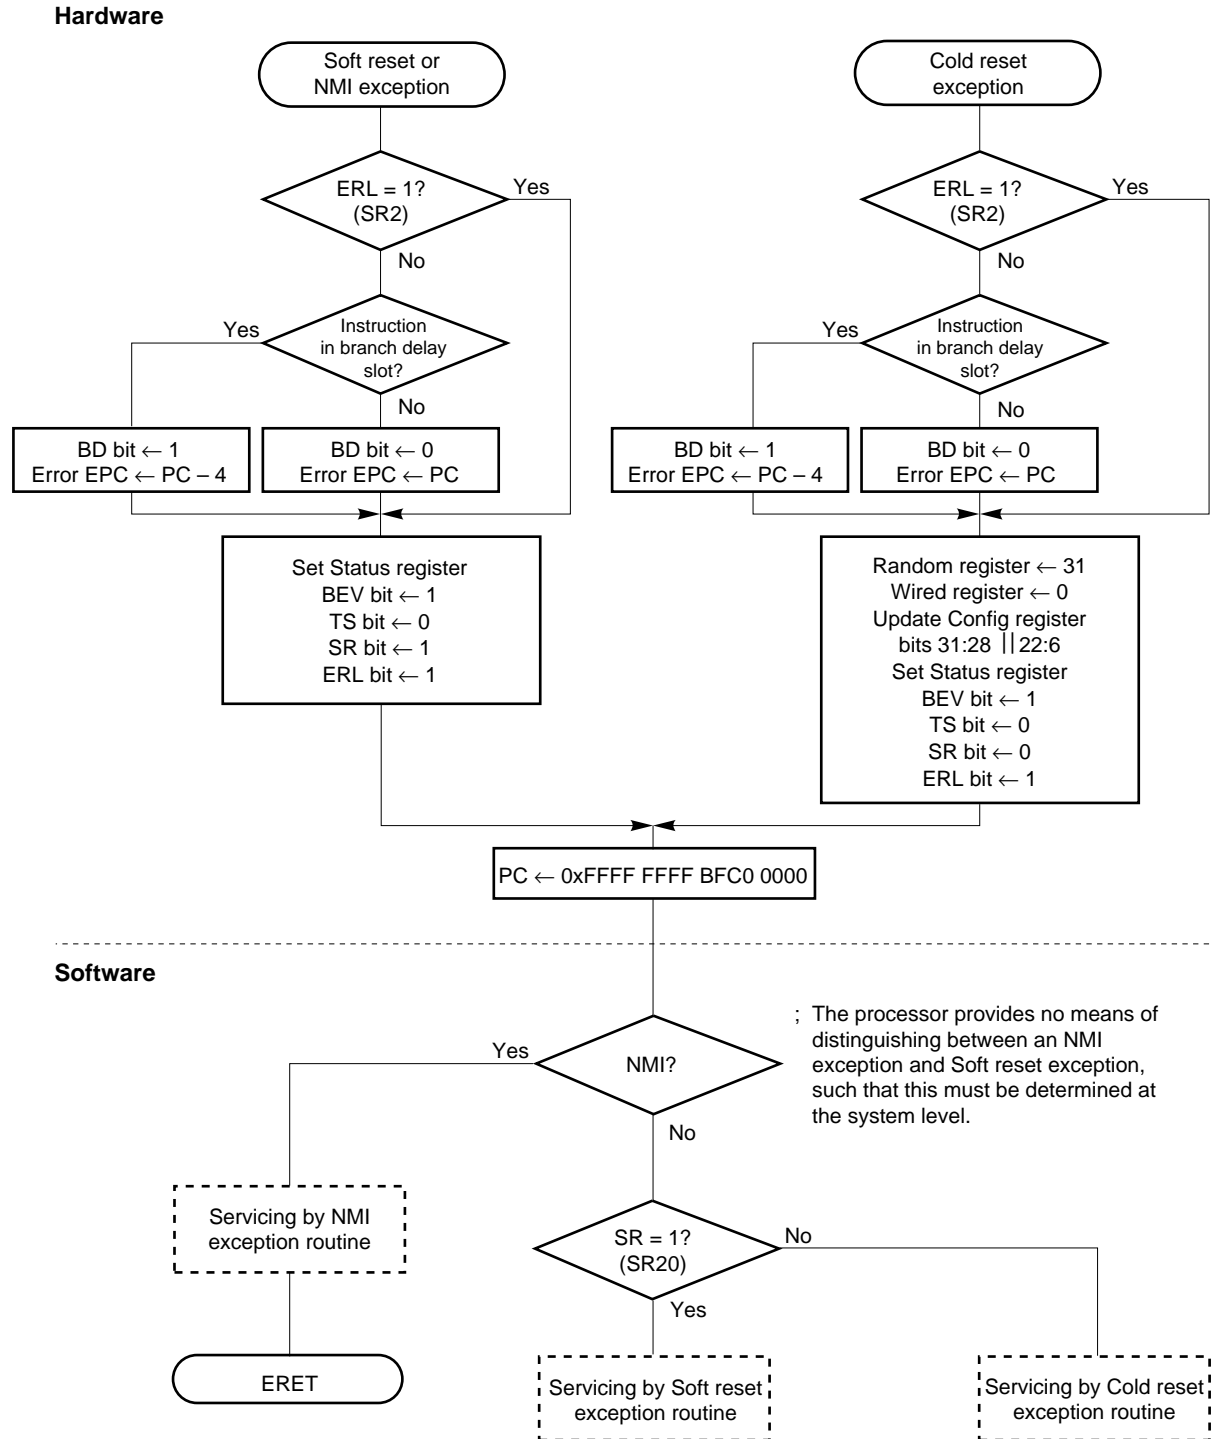 Hardware
Soft reset or
NMI exception
Cold reset
exception
ERL = 1?
(SR2)
Yes
No
ERL = 1?
(SR2)
Yes
No
Yes
Instruction
in branch delay
slot?
No
Yes
Instruction
in branch delay
slot?
No
BD bit ← 1
Error EPC ← PC – 4
BD bit ← 0
Error EPC ← PC
BD bit ← 1
Error EPC ← PC – 4
BD bit ← 0
Error EPC ← PC
Set Status register
BEV bit ← 1
TS bit ← 0
SR bit ← 1
ERL bit ← 1
Random register ← 31
Wired register ← 0
Update Config register
bits 31:28 || 22:6
Set Status register
BEV bit ← 1
TS bit ← 0
SR bit ← 0
ERL bit ← 1
PC ← 0xFFFF FFFF BFC0 0000
Software
Yes
NMI?
No
; The processor provides no means of
distinguishing between an NMI
exception and Soft reset exception,
such that this must be determined at
the system level.
Servicing by NMI
exception routine
SR = 1?
(SR20)
No
Yes
ERET
Servicing by Soft reset
exception routine
Servicing by Cold reset
exception routine